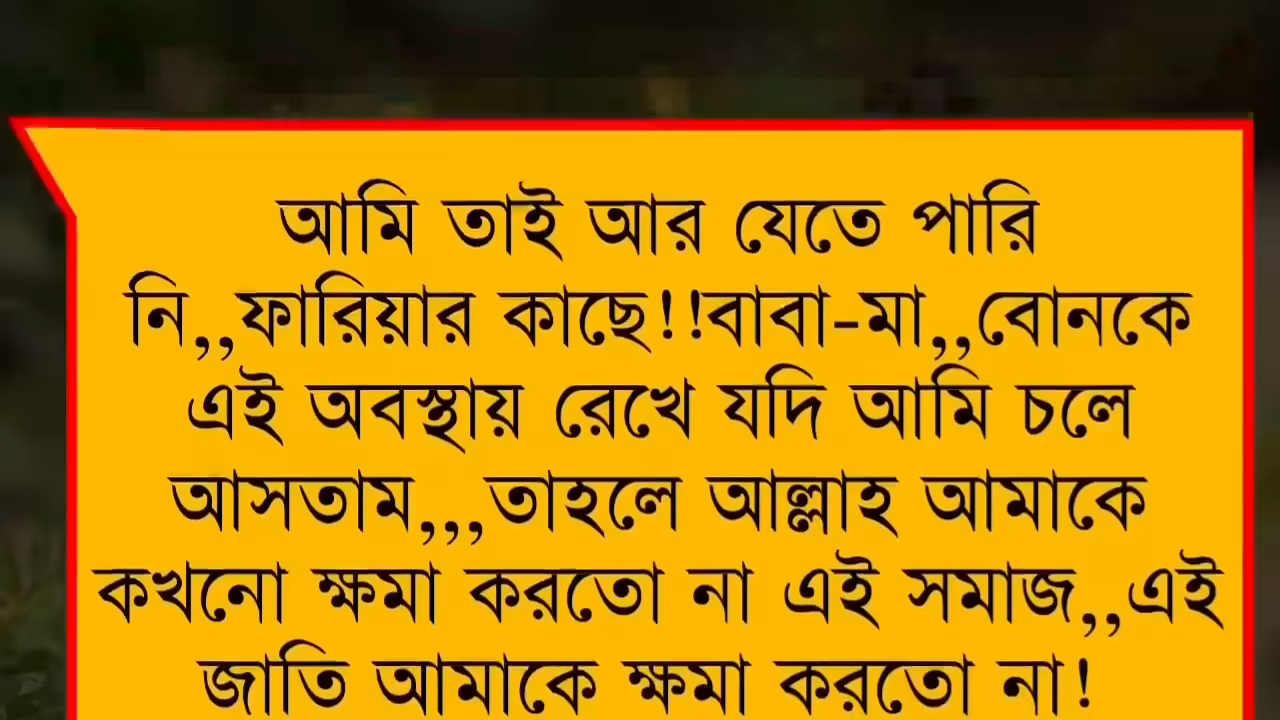 আমি তাই আর যেতে পারি
নি,,ফারিয়ার কাছে!!বাবা-মা,,বোনকে
এই অবস্থায় রেখে যদি আমি চলে
আসতাম,,,তাহলে আল্লাহ আমাকে
কখনো ক্ষমা করতো না এই সমাজ,,এই
জাতি আমাকে ক্ষমা করতো না!